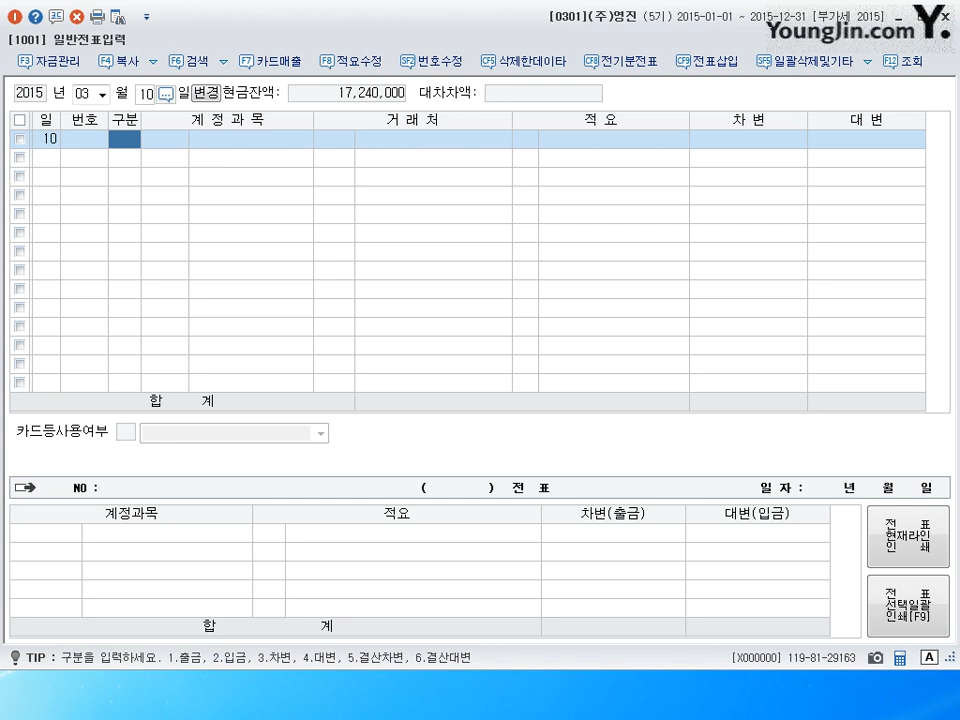 [0301](주)영진 (5기) 2015-01-01 ~ 2015-12-31 [부가세 2015]
YoungJin.com Y.
[1001] 일반전표입력
F3 자금관리 F4 복사 F6 검색 F7 카드매출 F8 적요수정 SF2 번호수정 CF5 삭제한데이타 CF8 전기분전표 CF9 전표삽입 SF5 일괄삭제및기타 F12 조회
2015 년 03 월 10 일 변경 현금잔액: 17,240,000 대차차액:
일 번호 구분 계 정 과 목 거 래 처 적 요 차 변 대 변
10
합 계
카드등사용여부
NO : ( ) 전 표 일 자 : 년 월 일
계정과목 적요 차변(출금) 대변(입금)
전 표
현재라인
인 쇄
전 표
선택일괄
인쇄[F9]
합 계
TIP : 구분을 입력하세요. 1.출금, 2.입금, 3.차변, 4.대변, 5.결산차변, 6.결산대변 [X000000] 119-81-29163 A